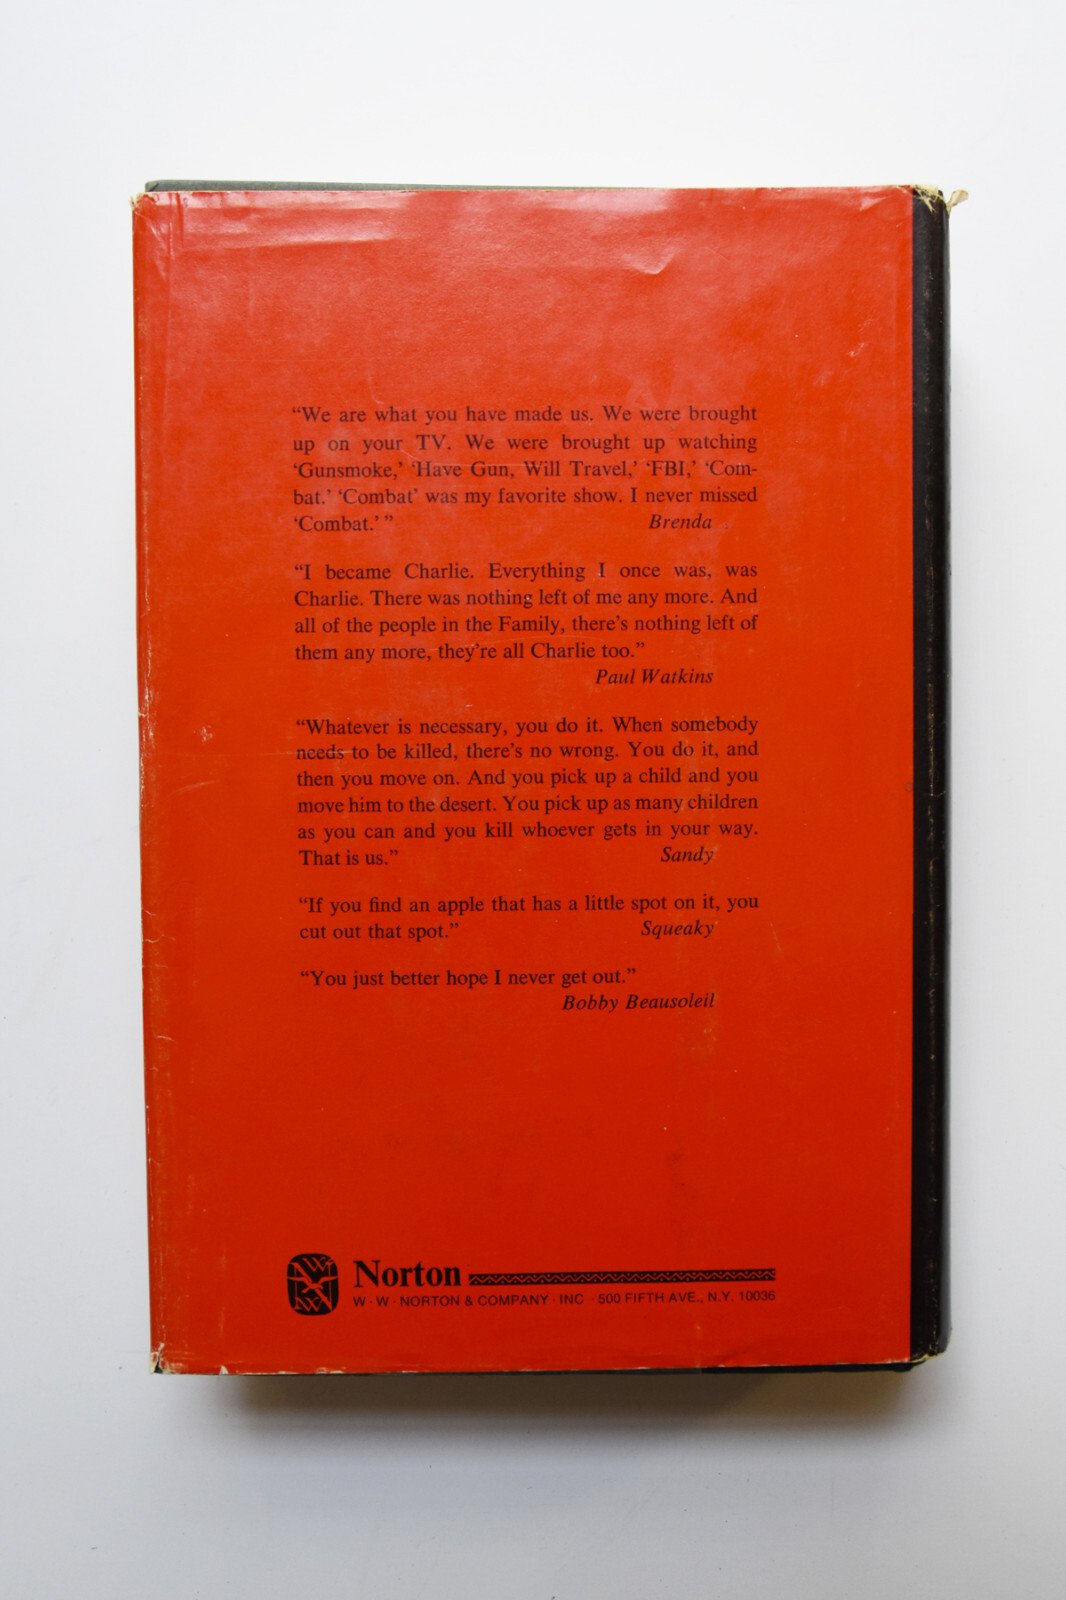 “We are what you have made us. We were brought
up on your TV. We were brought up watching
‘Gunsmoke,’ ‘Have Gun, Will Travel,’ ‘FBI,’ ‘Com-
bat.’ ‘Combat’ was my favorite show. I never missed
‘Combat.’ ” Brenda
“I became Charlie. Everything I once was, was
Charlie. There was nothing left of me any more. And
all of the people in the Family, there’s nothing left of
them any more, they’re all Charlie too.”
Paul Watkins
“Whatever is necessary, you do it. When somebody
needs to be killed, there’s no wrong. You do it, and
then you move on. And you pick up a child and you
move him to the desert. You pick up as many children
as you can and you kill whoever gets in your way.
That is us.” Sandy
“If you find an apple that has a little spot on it, you
cut out that spot.” Squeaky
“You just better hope I never get out.”
Bobby Beausoleil
Norton
W · W · NORTON & COMPANY · INC · 500 FIFTH AVE., N.Y. 10036